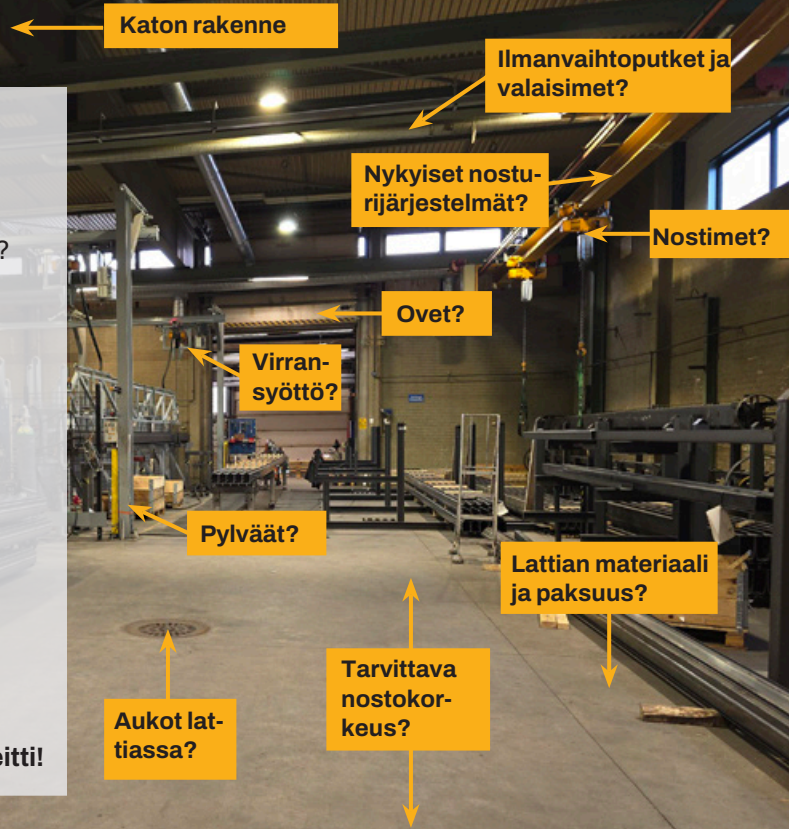 Katon rakenne
Ilmanvaihtoputket ja
valaisimet?
Nykyiset nostu-
rijärjestelmät?
Nostimet?
?
Ovet?
Virran-
syöttö?
Pylväät?
Lattian materiaali
ja paksuus?
Tarvittava
nostokor-
keus?
Aukot lat-
tiassa?
eitti!